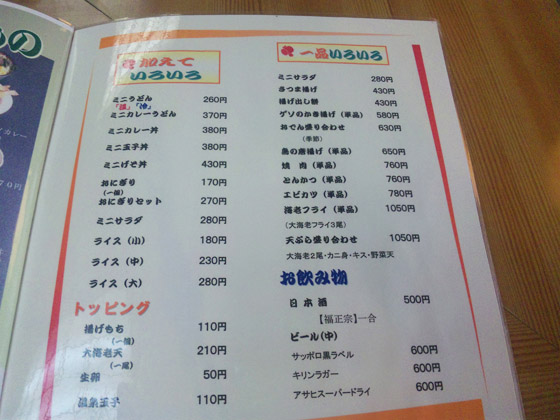 加えて
いろいろ
ミニうどん 260円
「温」「冷」
ミニカレーうどん 370円
ミニカレー丼 380円
ミニ玉子丼 380円
ミニげそ丼 430円
おにぎり 170円
(一個)
おにぎりセット 270円
ミニサラダ 280円
ライス(小) 180円
ライス(中) 230円
ライス(大) 280円
トッピング
揚げもち 110円
(一個)
大海老天 210円
(一尾)
生卵 50円
温泉玉子 110円
一品いろいろ
ミニサラダ 280円
さつま揚げ 430円
揚げ出し餅 430円
ゲソのかき揚げ(単品) 580円
おでん盛り合わせ 630円
(季節)
鳥の唐揚げ(単品) 650円
焼肉(単品) 760円
とんかつ(単品) 760円
エビカツ(単品) 780円
海老フライ(単品) 1050円
(大海老フライ3尾)
天ぷら盛り合わせ 1050円
大海老2尾・カニ身・キス・野菜天
お飲み物
日本酒 500円
【福正宗】一合
ビール(中)
サッポロ黒ラベル 600円
キリンラガー 600円
アサヒスーパードライ 600円